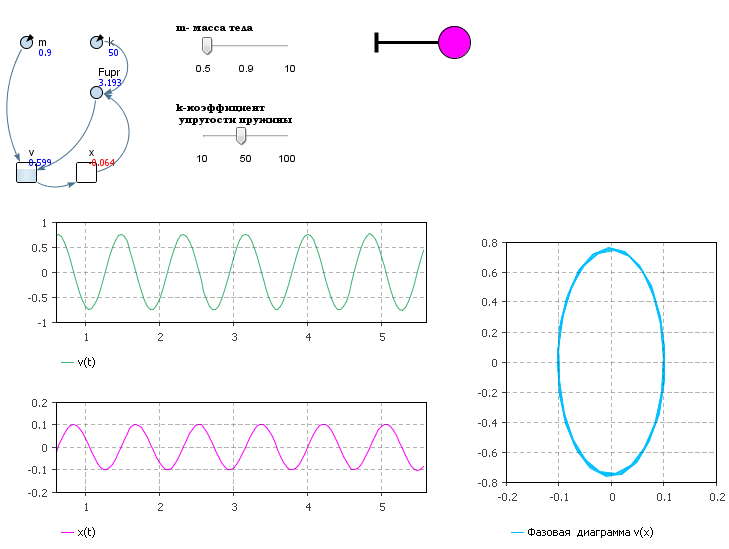 m
0.9
k
50
Fupr
3.193
v
0.599
x
-0.064
m- масса тела
0.5 0.9 10
k-коэффициент
упругости пружины
10 50 100
1
0.5
0
-0.5
-1
1 2 3 4 5
v(t)
0.2
0.1
0
-0.1
-0.2
1 2 3 4 5
x(t)
0.8
0.6
0.4
0.2
0
-0.2
-0.4
-0.6
-0.8
-0.2 -0.1 0 0.1 0.2
Фазовая диаграмма v(x)